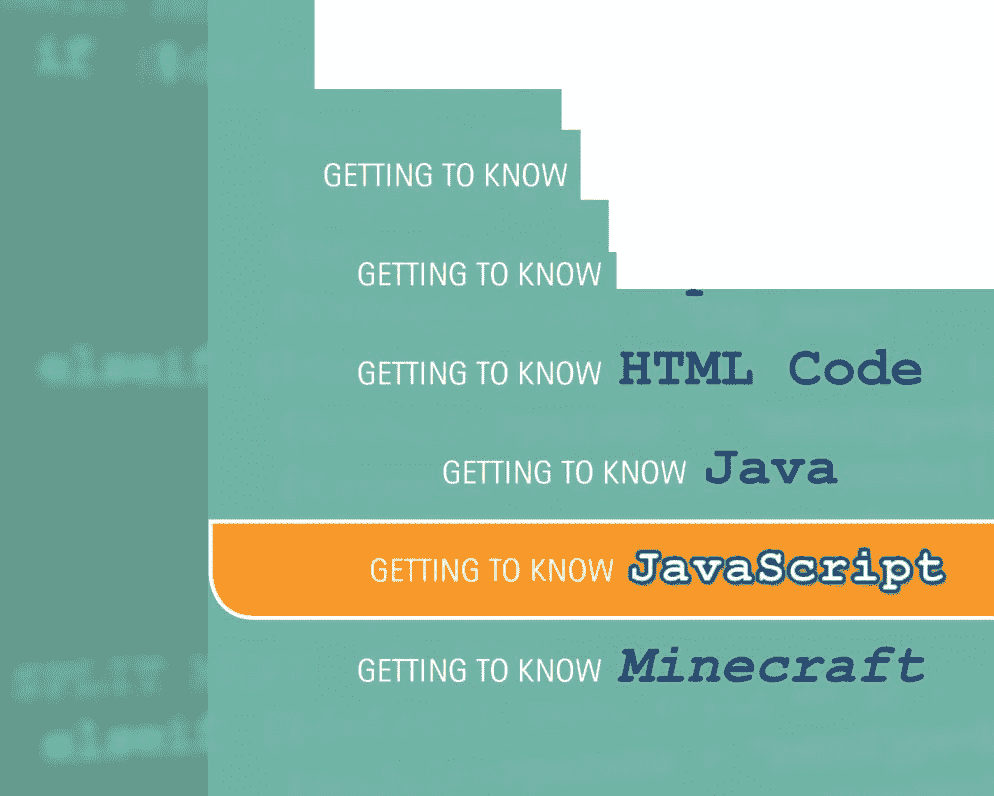 GETTING TO KNOW
GETTING TO KNOW
GETTING TO KNOW HTML Code
GETTING TO KNOW Java
GETTING TO KNOW JavaScript
GETTING TO KNOW Minecraft